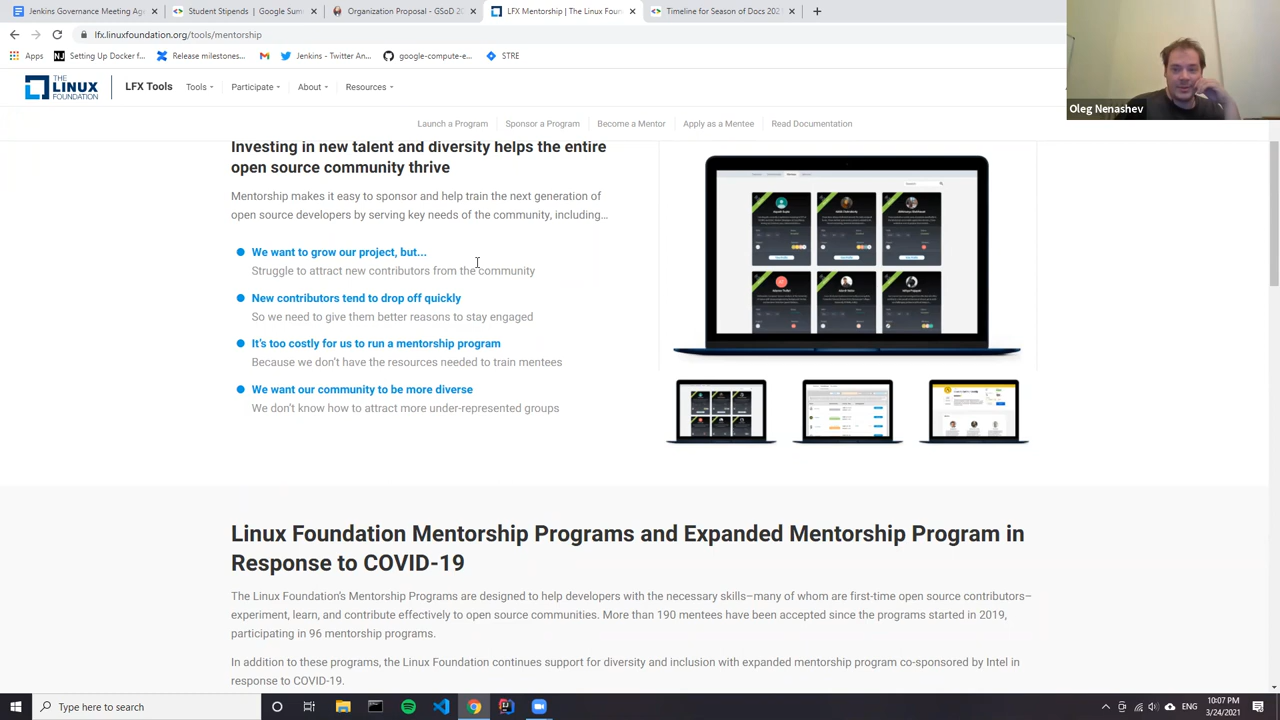 Jenkins Governance Meeting Ag
Student Stipends | Google Sum
Organization Proposal - GSoD 2
LFX Mentorship | The Linux Foun
Timeline for Season of Docs 202
lfx.linuxfoundation.org/tools/mentorship
Apps
Setting Up Docker f...
Release milestones...
Jenkins - Twitter An...
google-compute-e...
STRE
Oleg Nenashev
THE LINUX FOUNDATION
LFX Tools
Tools
Participate
About
Resources
Launch a Program
Sponsor a Program
Become a Mentor
Apply as a Mentee
Read Documentation
Investing in new talent and diversity helps the entire
open source community thrive
Mentorship makes it easy to sponsor and help train the next generation of
open source developers by serving key needs of the community, including...
We want to grow our project, but...
Struggle to attract new contributors from the community
New contributors tend to drop off quickly
So we need to give them better reasons to stay engaged
It's too costly for us to run a mentorship program
Because we don't have the resources needed to train mentees
We want our community to be more diverse
We don't know how to attract more under-represented groups
Linux Foundation Mentorship Programs and Expanded Mentorship Program in
Response to COVID-19
The Linux Foundation's Mentorship Programs are designed to help developers with the necessary skills–many of whom are first-time open source contributors–
experiment, learn, and contribute effectively to open source communities. More than 190 mentees have been accepted since the programs started in 2019,
participating in 96 mentorship programs.
In addition to these programs, the Linux Foundation continues support for diversity and inclusion with expanded mentorship program co-sponsored by Intel in
response to COVID-19.
Type here to search
ENG
10:07 PM
3/24/2021